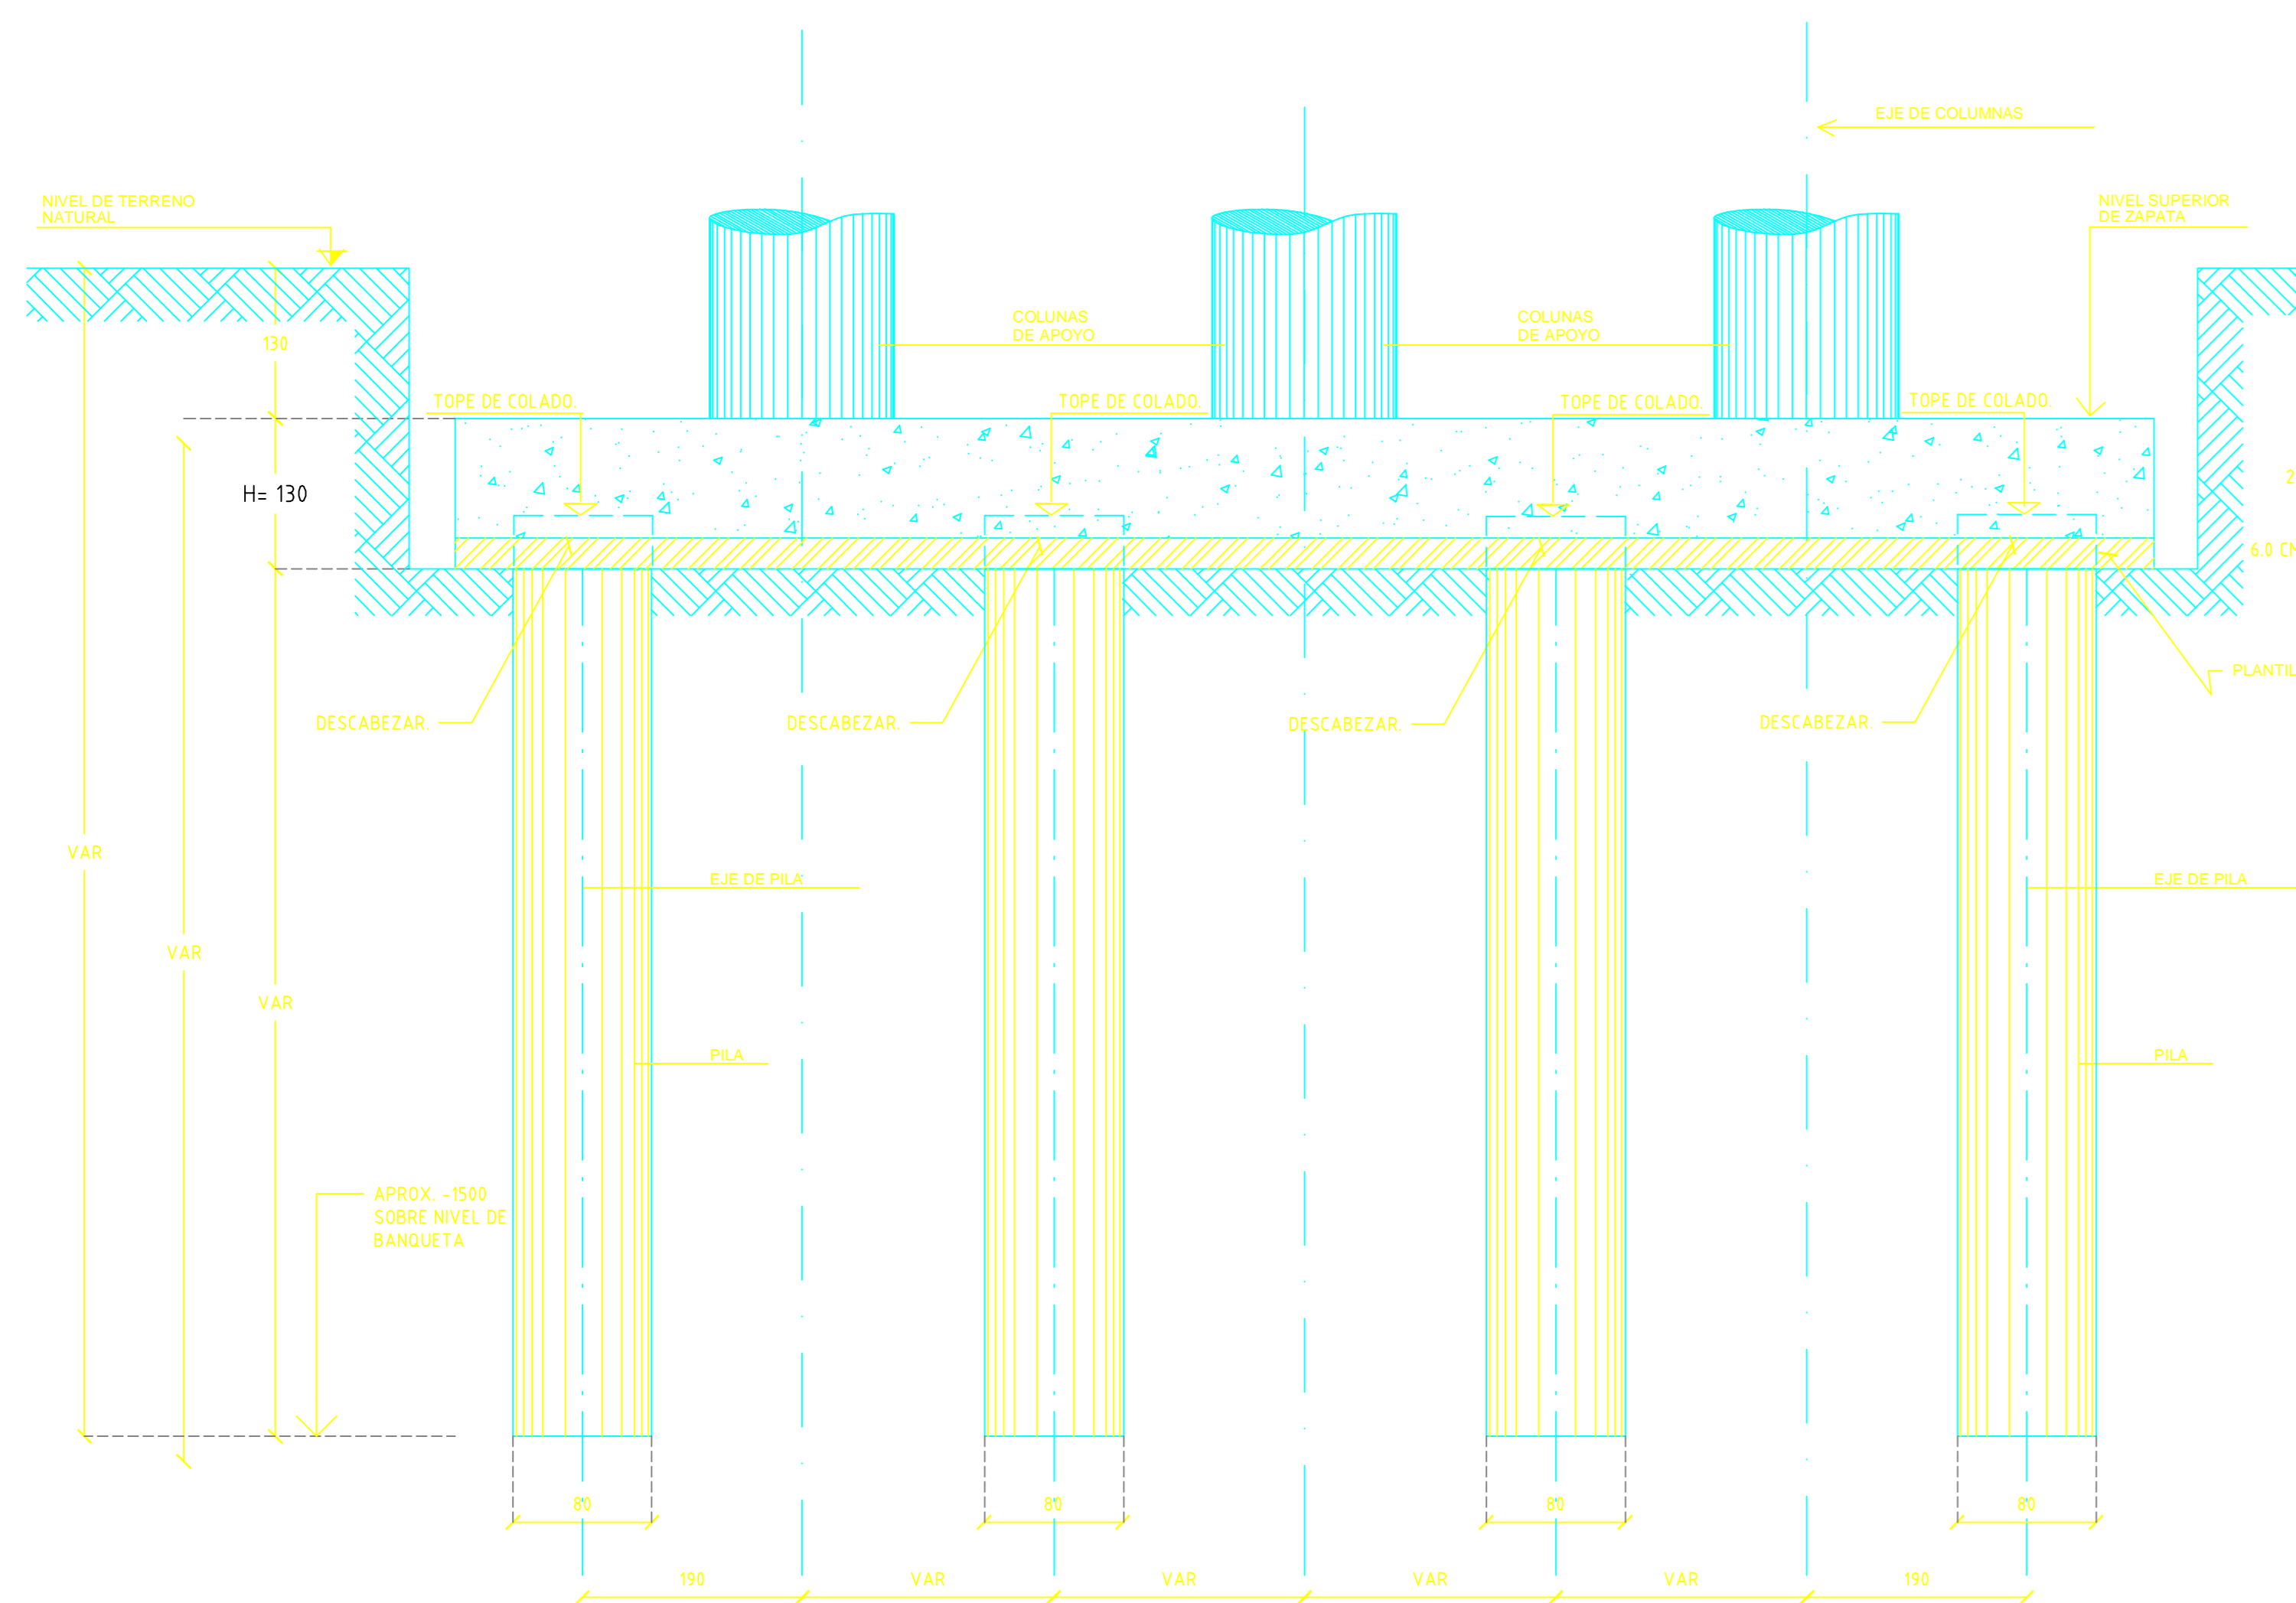 EJE DE COLUMNAS
NIVEL DE TERRENO
NATURAL
NIVEL SUPERIOR
DE ZAPATA
COLUNAS
DE APOYO
COLUNAS
DE APOYO
130
TOPE DE COLADO.
TOPE DE COLADO.
TOPE DE COLADO.
TOPE DE COLADO.
H= 130
2
6.0 CM
PLANTIL
DESCABEZAR.
DESCABEZAR.
DESCABEZAR.
DESCABEZAR.
VAR
EJE DE PILA
EJE DE PILA
VAR
VAR
PILA
PILA
APROX. -1500
SOBRE NIVEL DE
BANQUETA
80
80
80
80
190
VAR
VAR
VAR
VAR
190